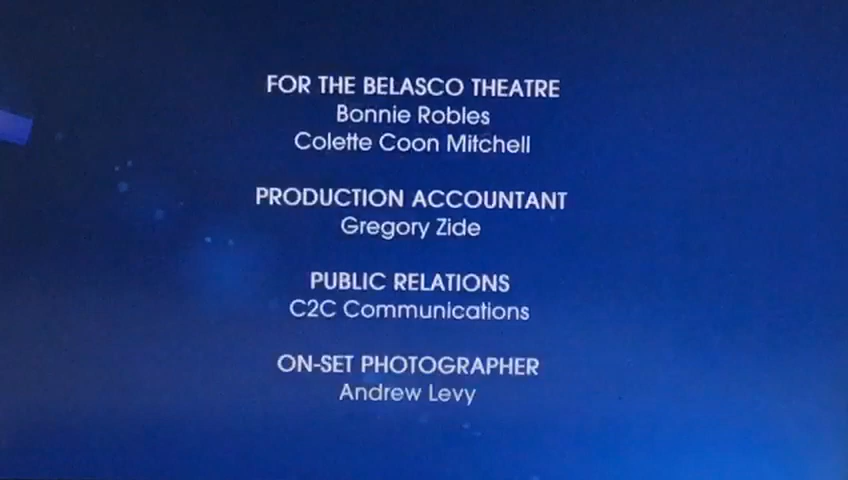 FOR THE BELASCO THEATRE
Bonnie Robles
Colette Coon Mitchell
PRODUCTION ACCOUNTANT
Gregory Zide
PUBLIC RELATIONS
C2C Communications
ON-SET PHOTOGRAPHER
Andrew Levy